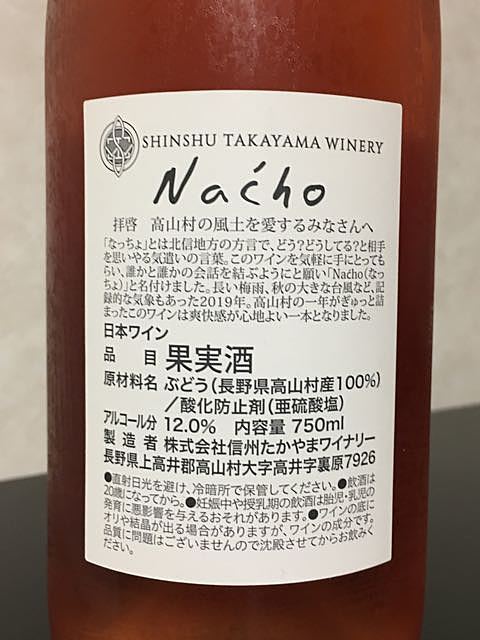 SHINSHU TAKAYAMA WINERY
Naćho
拝啓 高山村の風土を愛するみなさんへ
「なっちょ」とは北信地方の方言で、どう?どうしてる?と相手
を思いやる気遣いの言葉。このワインを気軽に手にとっても
らい、誰かと誰かの会話を結ぶようにと願い「Naćho(なっ
ちょ)」と名付けました。長い梅雨、秋の大きな台風など、記
録的な気象もあった2019年。高山村の一年がぎゅっと詰
まったこのワインは爽快感が心地よい一本となりました。
日本ワイン
品目 果実酒
原材料名 ぶどう(長野県高山村産100%)
/酸化防止剤(亜硫酸塩)
アルコール分 12.0% 内容量 750ml
製造者 株式会社信州たかやまワイナリー
長野県上高井郡高山村大字高井字裏原7926
●直射日光を避け、冷暗所で保管してください。●飲酒は
20歳になってから。●妊娠中や授乳期の飲酒は胎児・乳児の
発育に悪影響を与えるおそれがあります。●ワインの底に
オリや結晶が出る場合がありますが、ワインの成分です。
品質に問題はございませんので沈殿させてからお飲みく
ださい。